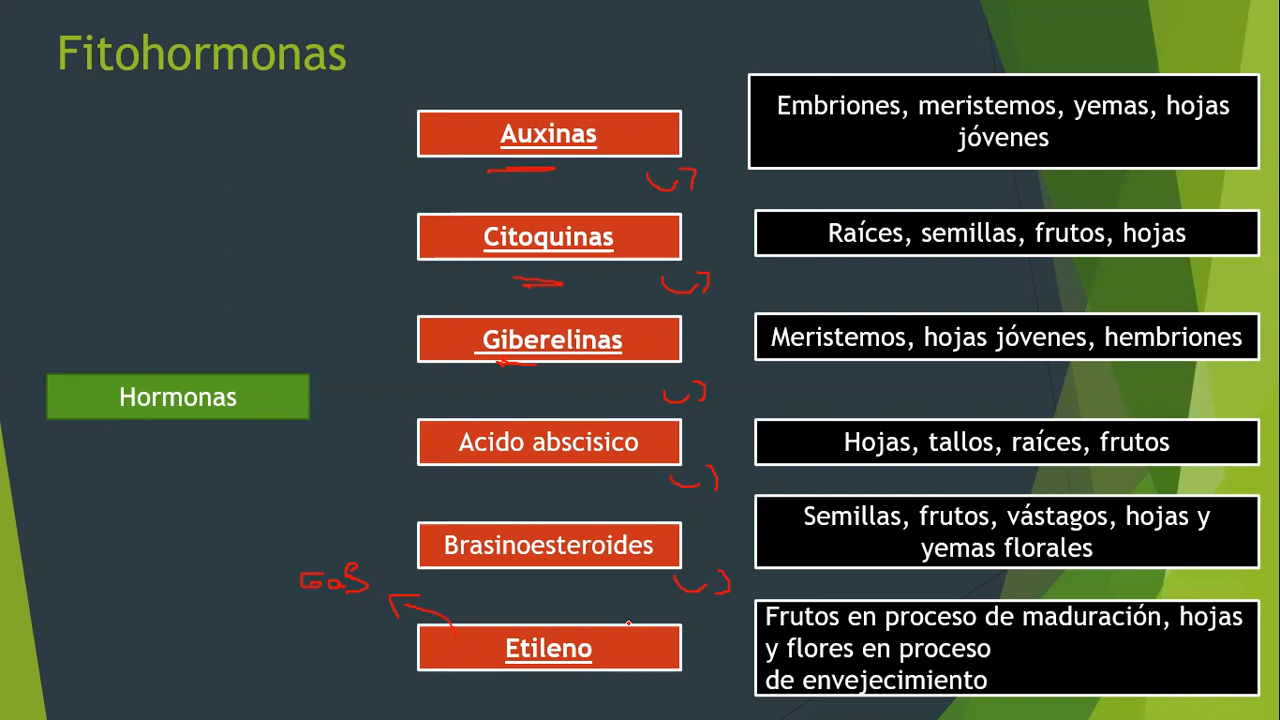 Fitohormonas
Auxinas
Embriones, meristemos, yemas, hojas
jóvenes
Citoquinas
Raíces, semillas, frutos, hojas
Giberelinas
Meristemos, hojas jóvenes, hembriones
Hormonas
Acido abscisico
Hojas, tallos, raíces, frutos
Brasinoesteroides
Semillas, frutos, vástagos, hojas y
yemas florales
GaS
Etileno
Frutos en proceso de maduración, hojas
y flores en proceso
de envejecimiento